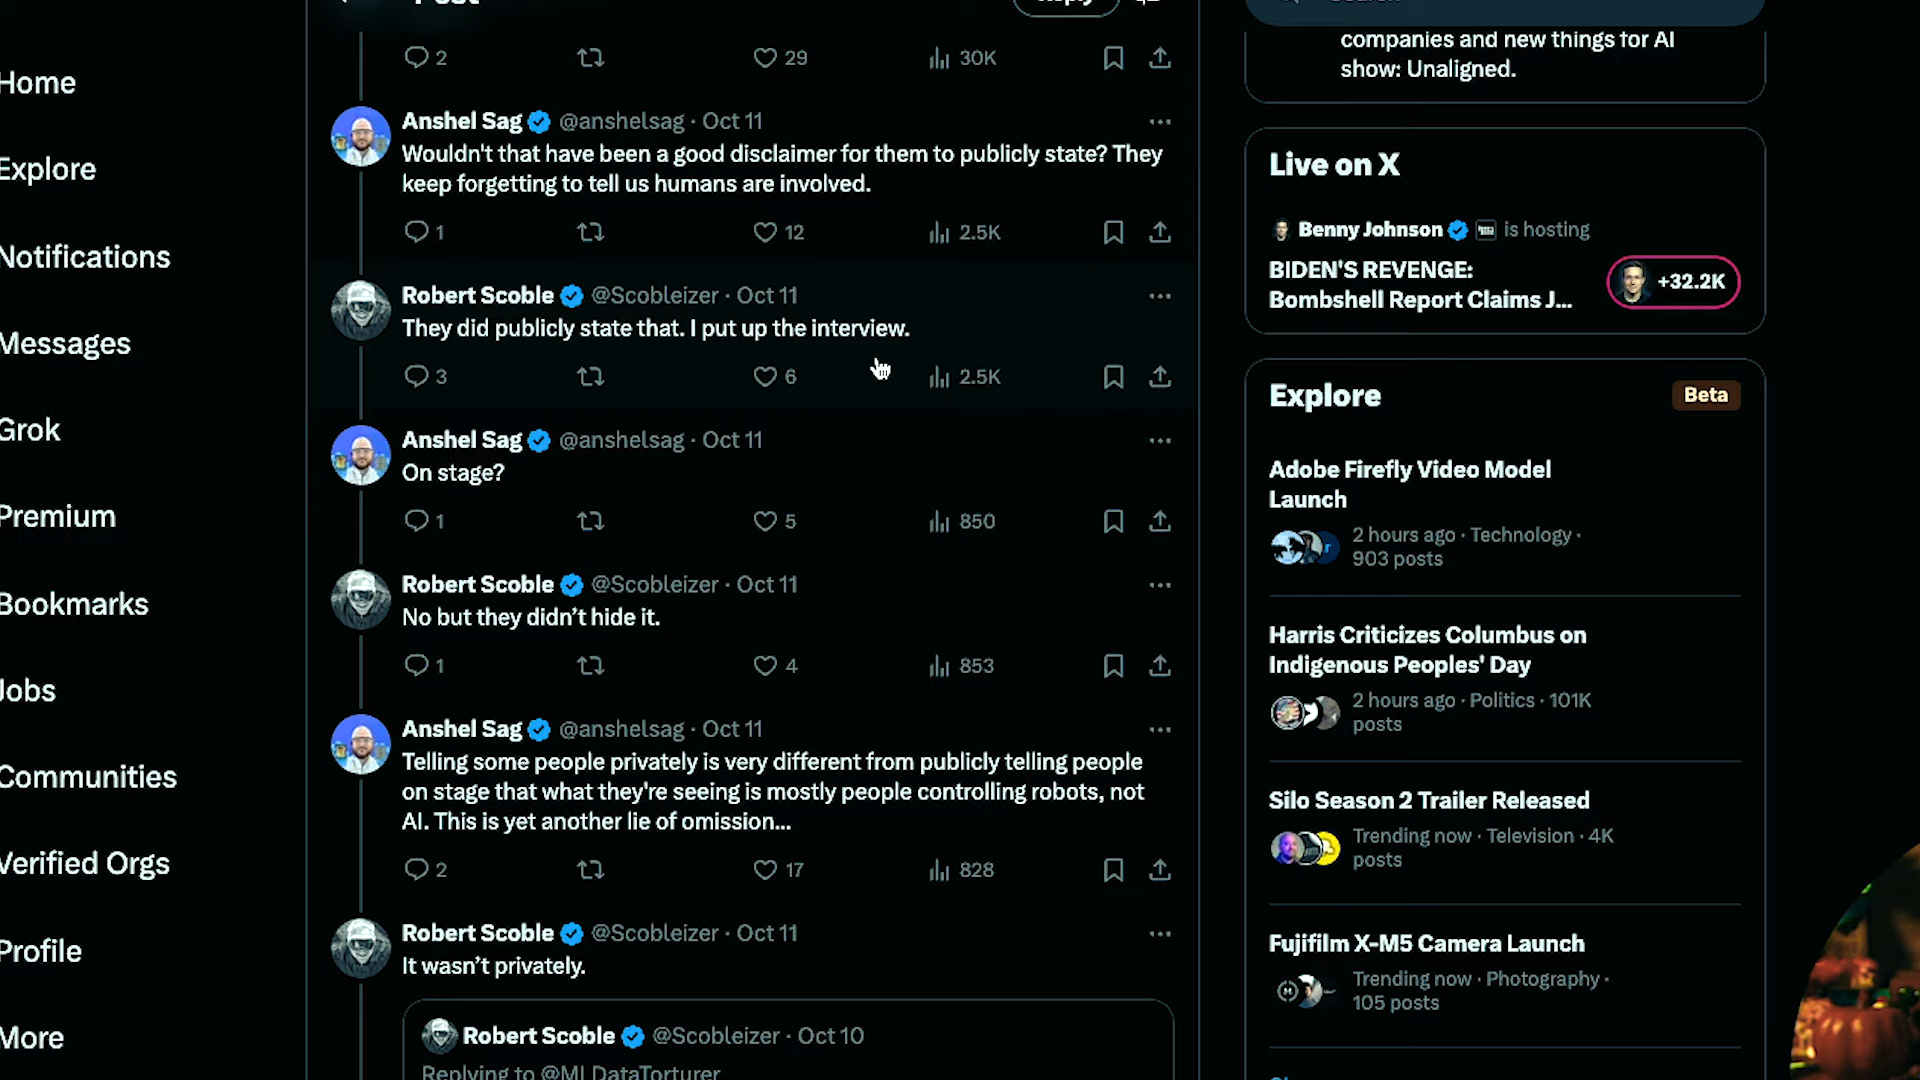 Post
Reply
Home
Explore
Notifications
Messages
Grok
Premium
Bookmarks
Jobs
Communities
Verified Orgs
Profile
More
2 29 30K
Anshel Sag @anshelsag · Oct 11
Wouldn't that have been a good disclaimer for them to publicly state? They
keep forgetting to tell us humans are involved.
1 12 2.5K
Robert Scoble @Scobleizer · Oct 11
They did publicly state that. I put up the interview.
3 6 2.5K
Anshel Sag @anshelsag · Oct 11
On stage?
1 5 850
Robert Scoble @Scobleizer · Oct 11
No but they didn’t hide it.
1 4 853
Anshel Sag @anshelsag · Oct 11
Telling some people privately is very different from publicly telling people
on stage that what they're seeing is mostly people controlling robots, not
AI. This is yet another lie of omission...
2 17 828
Robert Scoble @Scobleizer · Oct 11
It wasn’t privately.
Robert Scoble @Scobleizer · Oct 10
Replying to @MLDataTorturer
Search
companies and new things for AI
show: Unaligned.
Live on X
Benny Johnson is hosting
BIDEN'S REVENGE:
Bombshell Report Claims J...
+32.2K
Explore
Beta
Adobe Firefly Video Model
Launch
2 hours ago · Technology ·
903 posts
Harris Criticizes Columbus on
Indigenous Peoples' Day
2 hours ago · Politics · 101K
posts
Silo Season 2 Trailer Released
Trending now · Television · 4K
posts
Fujifilm X-M5 Camera Launch
Trending now · Photography ·
105 posts